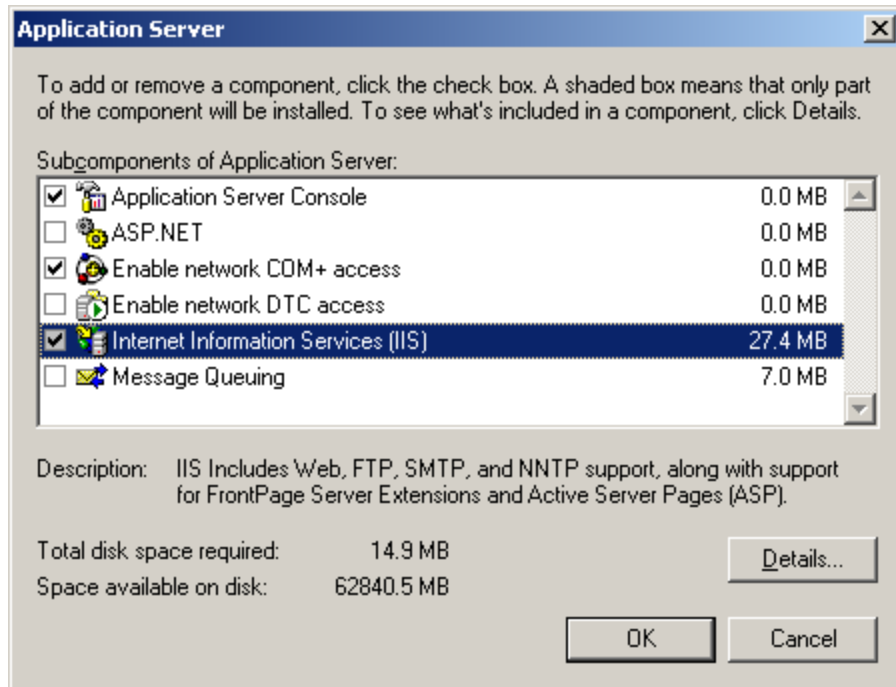 Application Server
To add or remove a component, click the check box. A shaded box means that only part
of the component will be installed. To see what's included in a component, click Details.
Subcomponents of Application Server:
Application Server Console 0.0 MB
ASP.NET 0.0 MB
Enable network COM+ access 0.0 MB
Enable network DTC access 0.0 MB
Internet Information Services (IIS) 27.4 MB
Message Queuing 7.0 MB
Description: IIS Includes Web, FTP, SMTP, and NNTP support, along with support
for FrontPage Server Extensions and Active Server Pages (ASP).
Total disk space required: 14.9 MB
Details...
Space available on disk: 62840.5 MB
OK Cancel